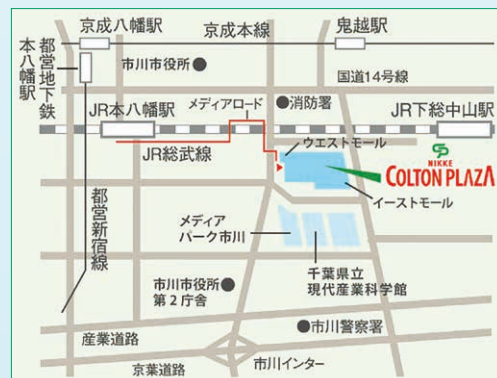 京成八幡駅
京成本線
鬼越駅
都営地下鉄
本八幡駅
市川市役所
国道14号線
メディアロード
消防署
JR本八幡駅
JR下総中山駅
ウエストモール
JR総武線
NIKKE
COLTON PLAZA
イーストモール
都営新宿線
メディア
パーク市川
千葉県立
現代産業科学館
市川市役所
第2庁舎
産業道路
市川警察署
京葉道路
市川インター